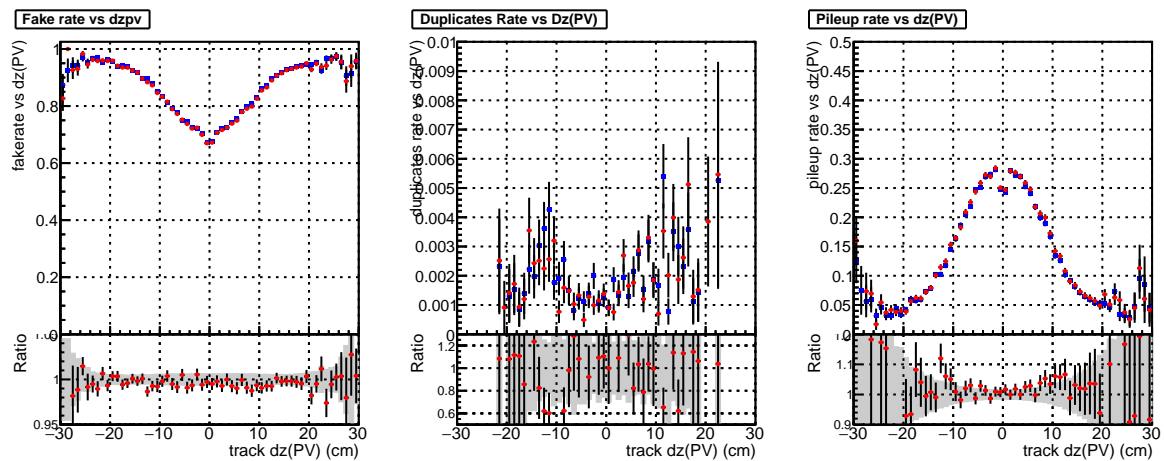 Fake rate vs dzpv
fakerate vs dz(PV)
1
0.8
0.6
0.4
0.2
0
Ratio
1
0.95
−30 −20 −10 0 10 20 30
track dz(PV) (cm)
Duplicates Rate vs Dz(PV)
duplicates rate vs dz(PV)
0.01
0.009
0.008
0.007
0.006
0.005
0.004
0.003
0.002
0.001
0
Ratio
1.2
1
0.8
0.6
−30 −20 −10 0 10 20 30
track dz(PV) (cm)
Pileup rate vs dz(PV)
pileup rate vs dz(PV)
0.5
0.45
0.4
0.35
0.3
0.25
0.2
0.15
0.1
0.05
0
Ratio
1.1
1
0.9
−30 −20 −10 0 10 20 30
track dz(PV) (cm)